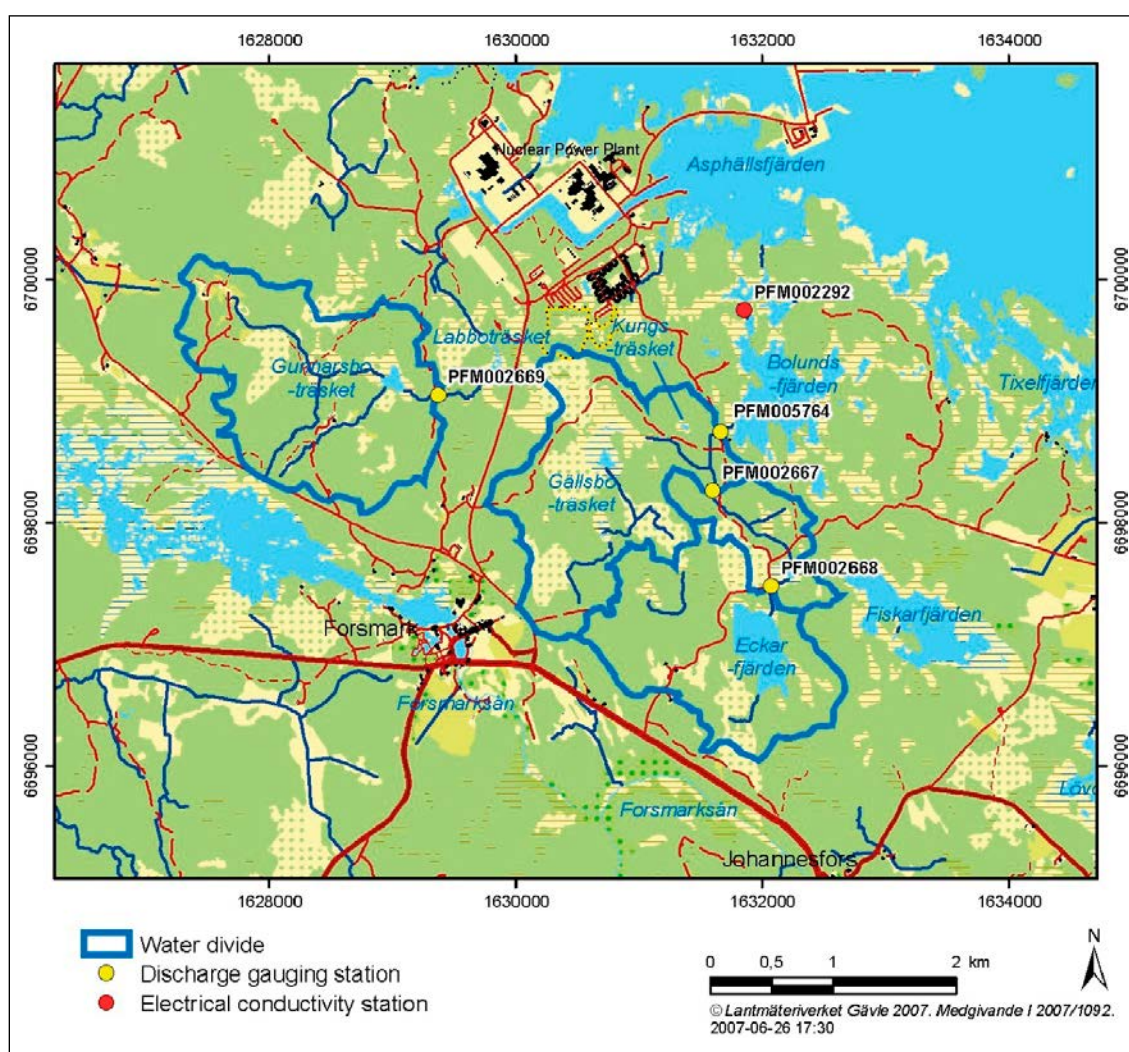 1628000 1630000 1632000 1634000
Nuclear Power Plant
Asphällsfjärden
6700000 6700000
PFM002292
Labboträsket
Kungs
-träsket
Gunnarsbo
-träsket
Bolunds
-fjärden
PFM002669
Tixelfjärden
PFM005764
PFM002667
Gällsbo
-träsket
6698000 6698000
PFM002668
Fiskarfjärden
Forsmark
Eckar
-fjärden
Forsmarksån
6696000 6696000
Forsmarksån
Johannesfors
1628000 1630000 1632000 1634000
Water divide
Discharge gauging station
Electrical conductivity station
N
0 0,5 1 2 km
© Lantmäteriverket Gävle 2007. Medgivande I 2007/1092.
2007-06-26 17:30